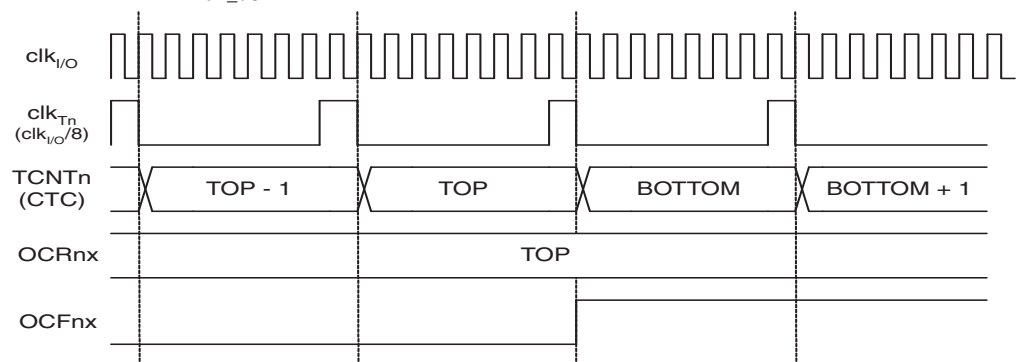 clkI/O
clkTn
(clkI/O/8)
TCNTn
(CTC)
TOP - 1
TOP
BOTTOM
BOTTOM + 1
OCRnx
TOP
OCFnx